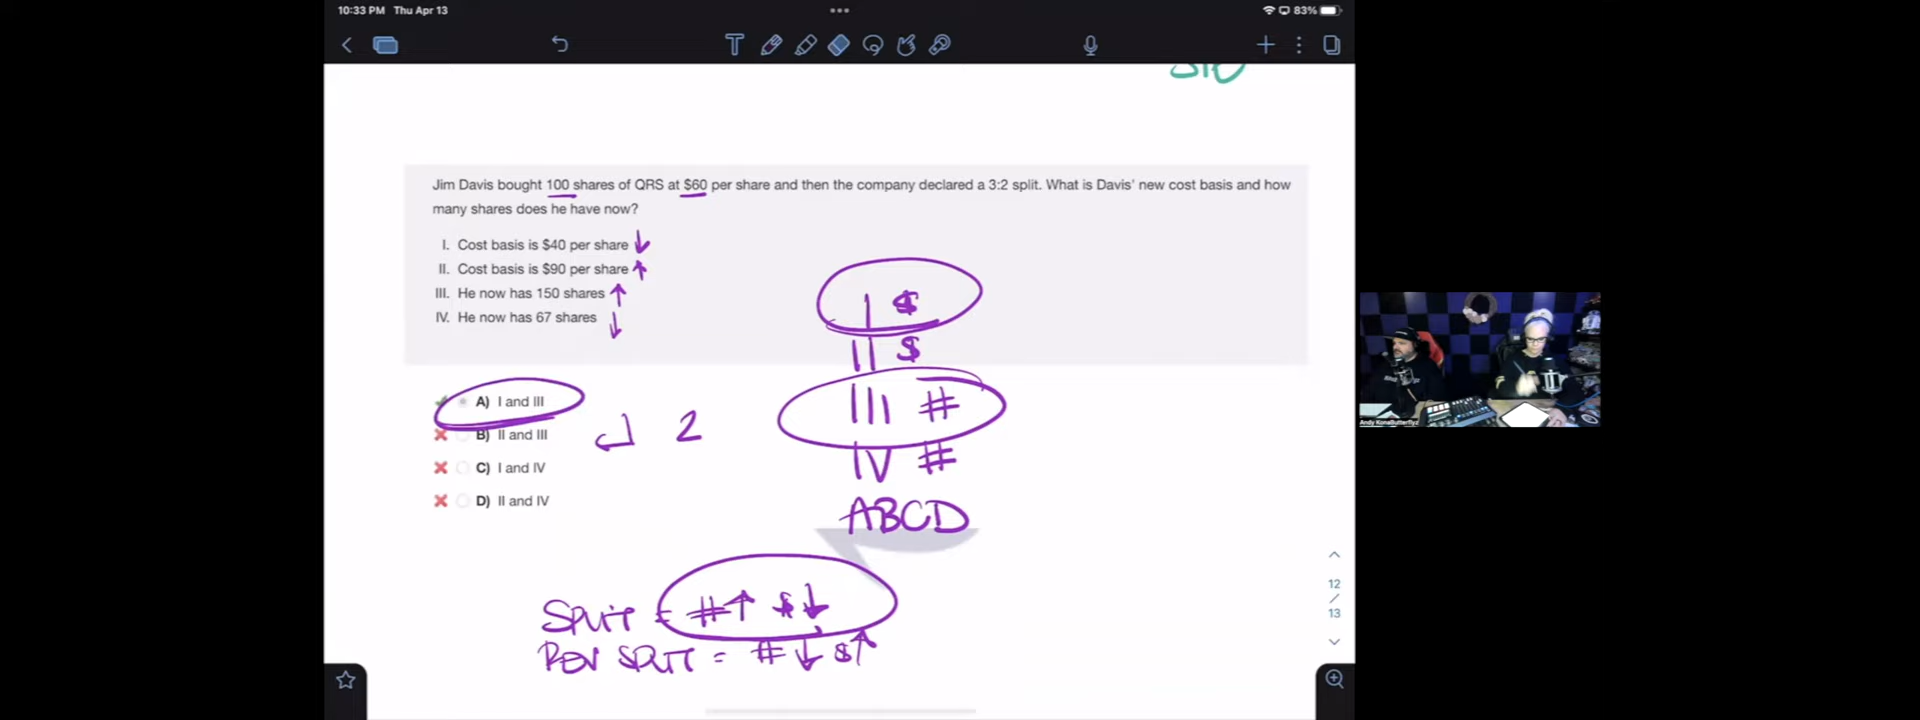 10:33 PM Thu Apr 13
83%
SIE
Jim Davis bought 100 shares of QRS at $60 per share and then the company declared a 3:2 split. What is Davis' new cost basis and how
many shares does he have now?
I. Cost basis is $40 per share ↓
II. Cost basis is $90 per share ↑
III. He now has 150 shares ↑
IV. He now has 67 shares ↓
I $
II $
III #
IV #
ABCD
A) I and III
B) II and III
C) I and IV
D) II and IV
2
SPLIT = # ↑ $ ↓
REV SPLIT = # ↓ $ ↑
12
/
13
Andy KonaButterflyz